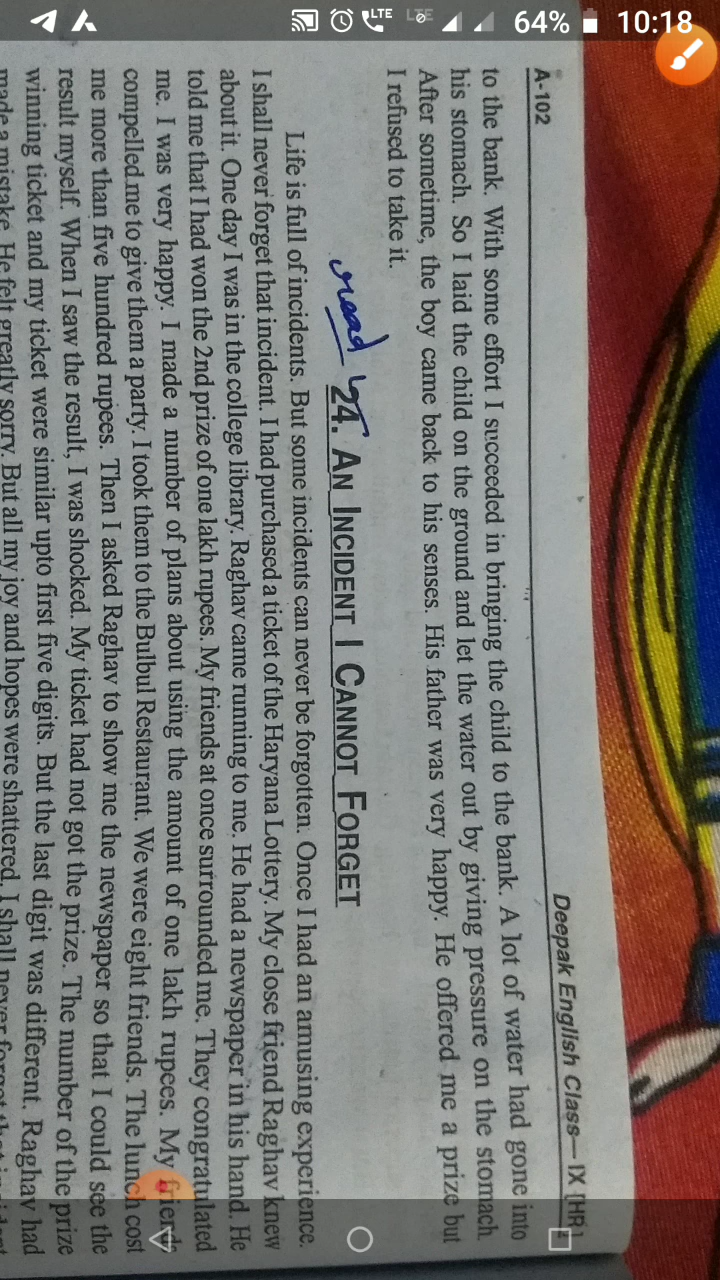 LTE 64% 10:18
A-102 Deepak English Class—IX [HR]
to the bank. With some effort I succeeded in bringing the child to the bank. A lot of water had gone into
his stomach. So I laid the child on the ground and let the water out by giving pressure on the stomach.
After sometime, the boy came back to his senses. His father was very happy. He offered me a prize but
I refused to take it.
read
24. AN INCIDENT I CANNOT FORGET
Life is full of incidents. But some incidents can never be forgotten. Once I had an amusing experience.
I shall never forget that incident. I had purchased a ticket of the Haryana Lottery. My close friend Raghav knew
about it. One day I was in the college library. Raghav came running to me. He had a newspaper in his hand. He
told me that I had won the 2nd prize of one lakh rupees. My friends at once surrounded me. They congratulated
me. I was very happy. I made a number of plans about using the amount of one lakh rupees. My friends
compelled me to give them a party. I took them to the Bulbul Restaurant. We were eight friends. The lunch cost
me more than five hundred rupees. Then I asked Raghav to show me the newspaper so that I could see the
result myself. When I saw the result, I was shocked. My ticket had not got the prize. The number of the prize
winning ticket and my ticket were similar upto first five digits. But the last digit was different. Raghav had
made a mistake. He felt greatly sorry. But all my joy and hopes were shattered. I shall never forget that